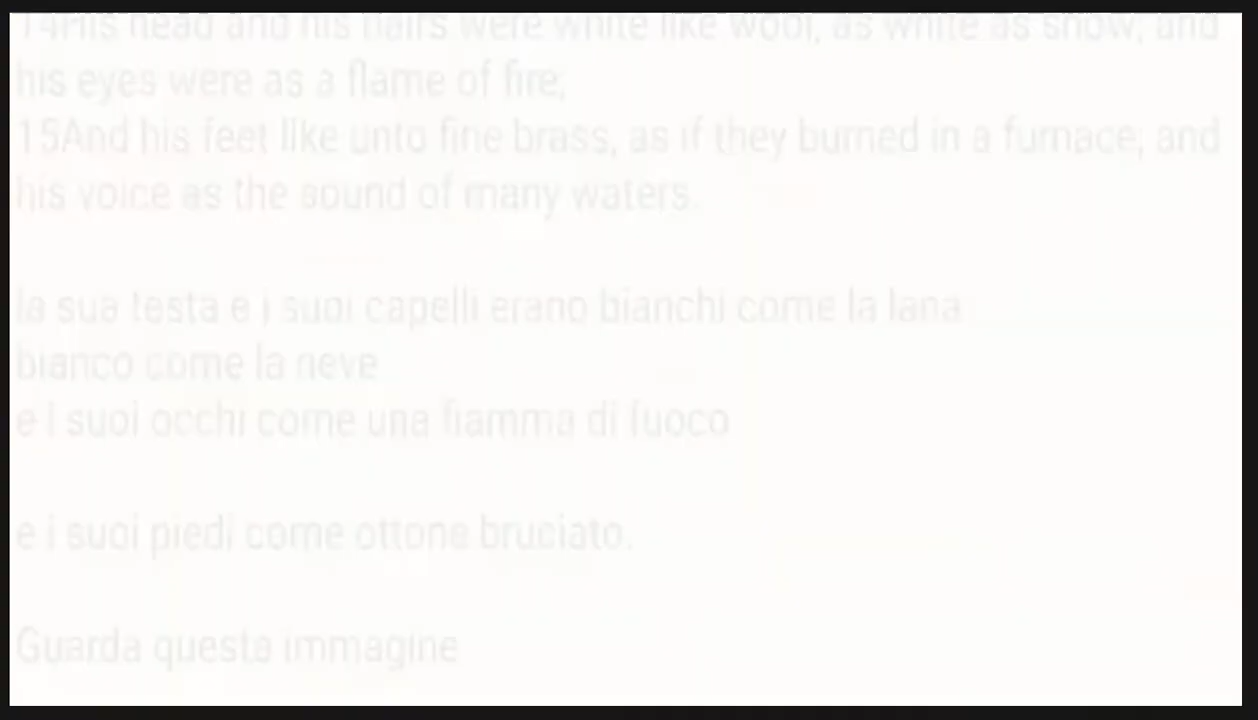 14His head and his hairs were white like wool, as white as snow; and
his eyes were as a flame of fire;
15And his feet like unto fine brass, as if they burned in a furnace; and
his voice as the sound of many waters.
la sua testa e i suoi capelli erano bianchi come la lana
bianco come la neve
e i suoi occhi come una fiamma di fuoco
e i suoi piedi come ottone bruciato.
Guarda questa immagine